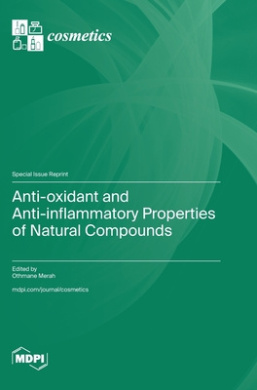 cosmetics
Special Issue Reprint
Anti-oxidant and
Anti-inflammatory Properties
of Natural Compounds
Edited by
Othmane Merah
mdpi.com/journal/cosmetics
MDPI